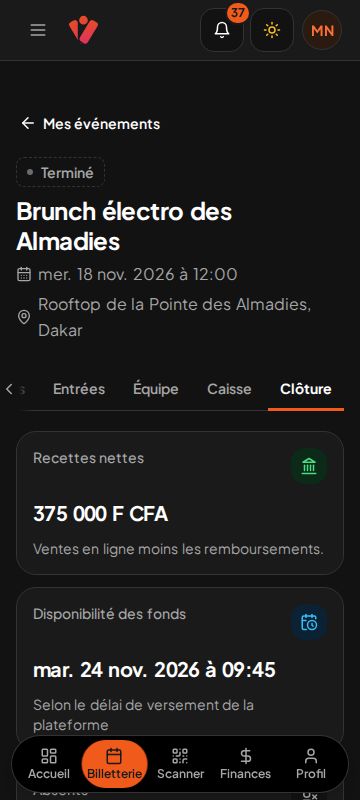 37
MN
Mes événements
Terminé
Brunch électro des
Almadies
mer. 18 nov. 2026 à 12:00
Rooftop de la Pointe des Almadies,
Dakar
s Entrées Équipe Caisse Clôture
Recettes nettes
375 000 F CFA
Ventes en ligne moins les remboursements.
Disponibilité des fonds
mar. 24 nov. 2026 à 09:45
Selon le délai de versement de la
plateforme
Accueil Billetterie Scanner Finances Profil